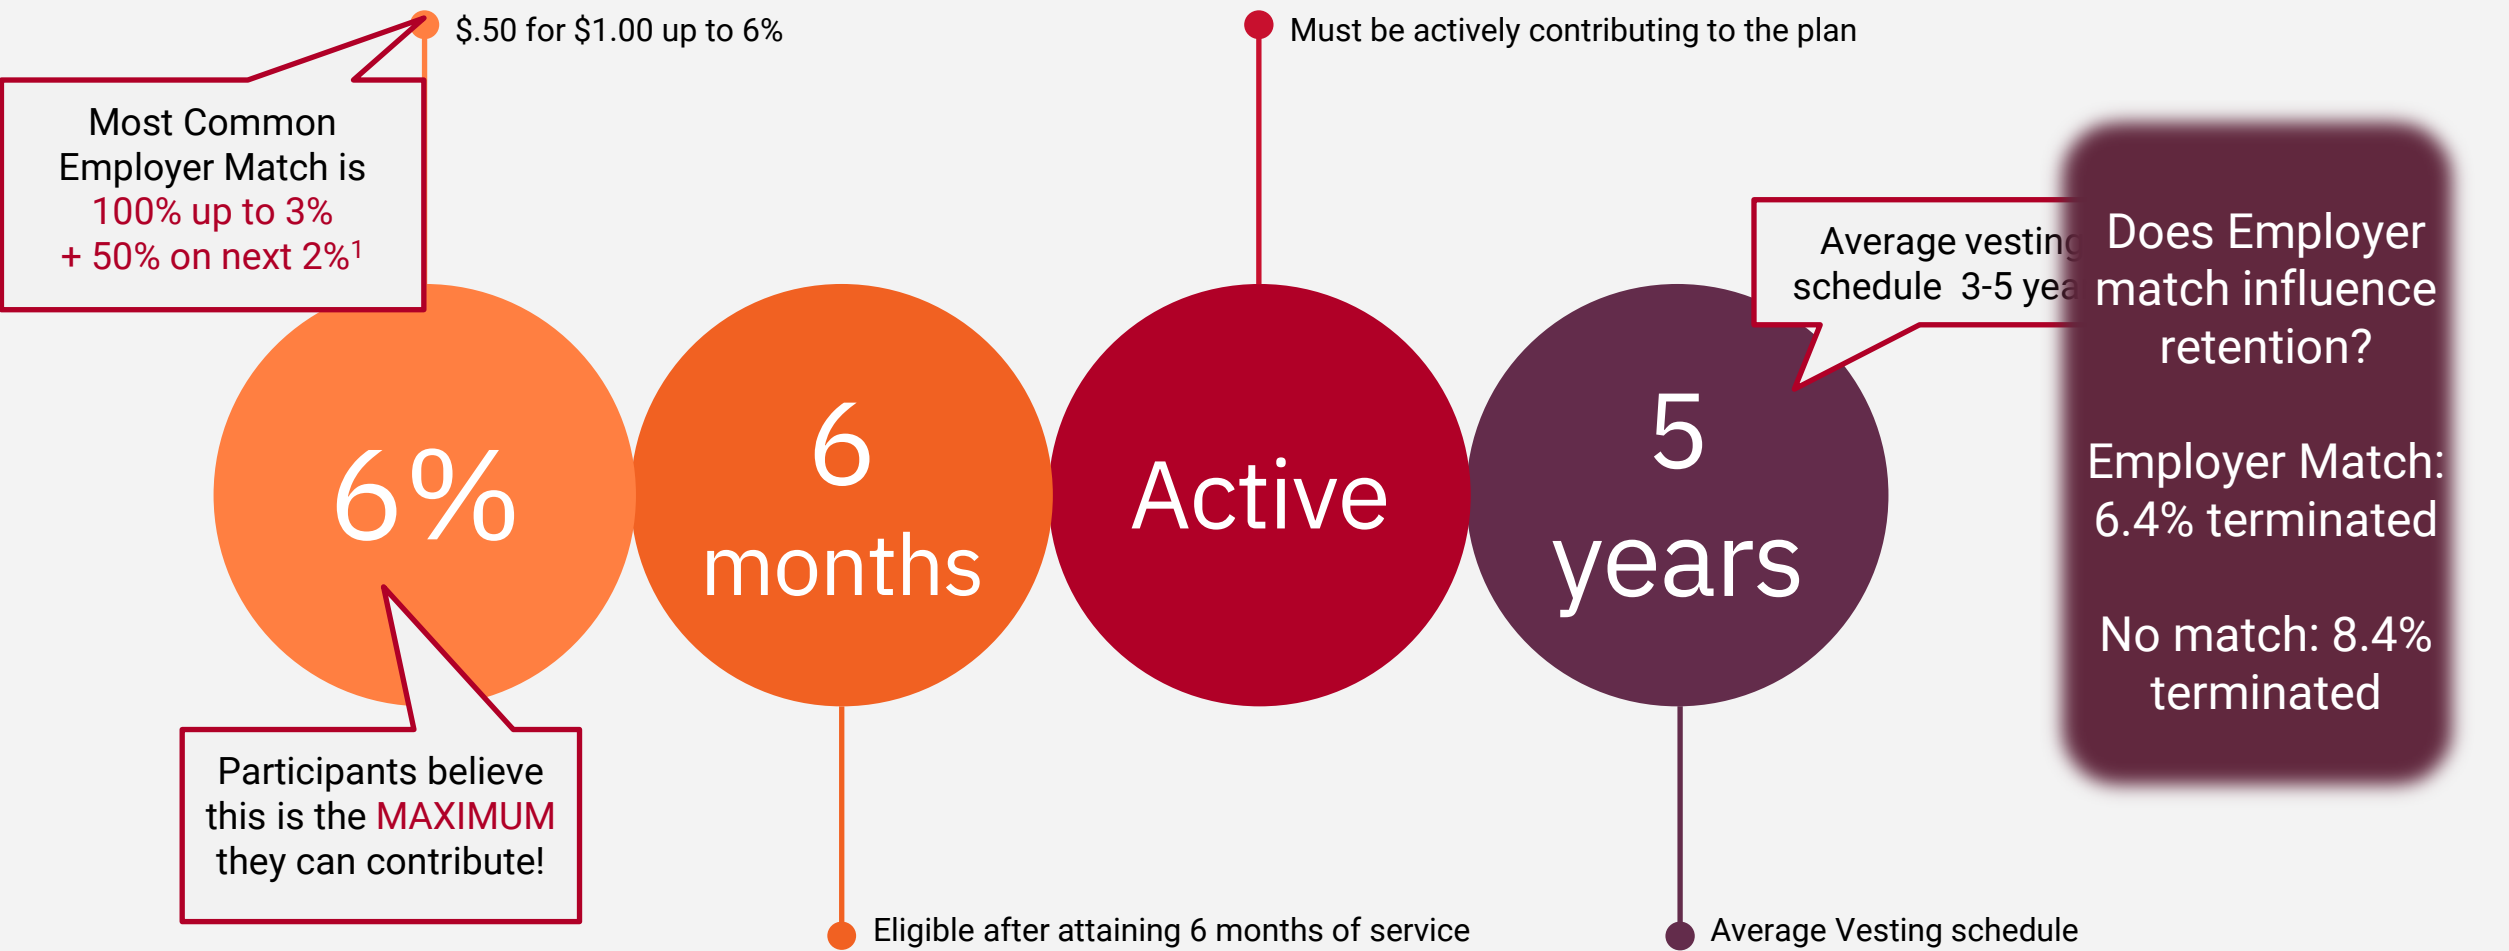 $.50 for $1.00 up to 6%
Must be actively contributing to the plan
Most Common
Employer Match is
100% up to 3%
+ 50% on next 2%¹
Average vesting
schedule  3-5
Does Employer
match influence
retention?
Employer Match:
6.4% terminated
No match: 8.4%
terminated
6%
6
months
Active
5
years
Participants believe
this is the MAXIMUM
they can contribute!
Eligible after attaining 6 months of service
Average Vesting schedule